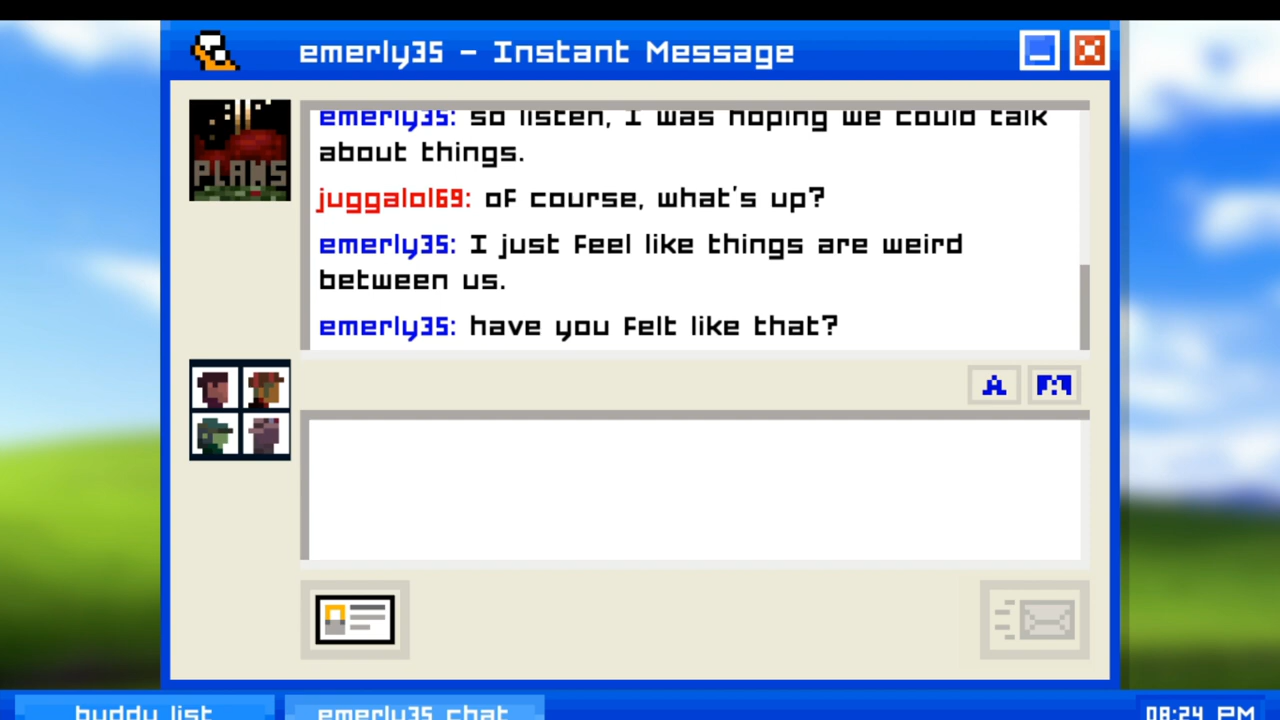 emerly35 - Instant Message
PLANS
emerly35: so listen, I was hoping we could talk
about things.
juggalol69: of course, what's up?
emerly35: I just feel like things are weird
between us.
emerly35: have you felt like that?
A M
buddy list
emerly35 chat
08:24 PM